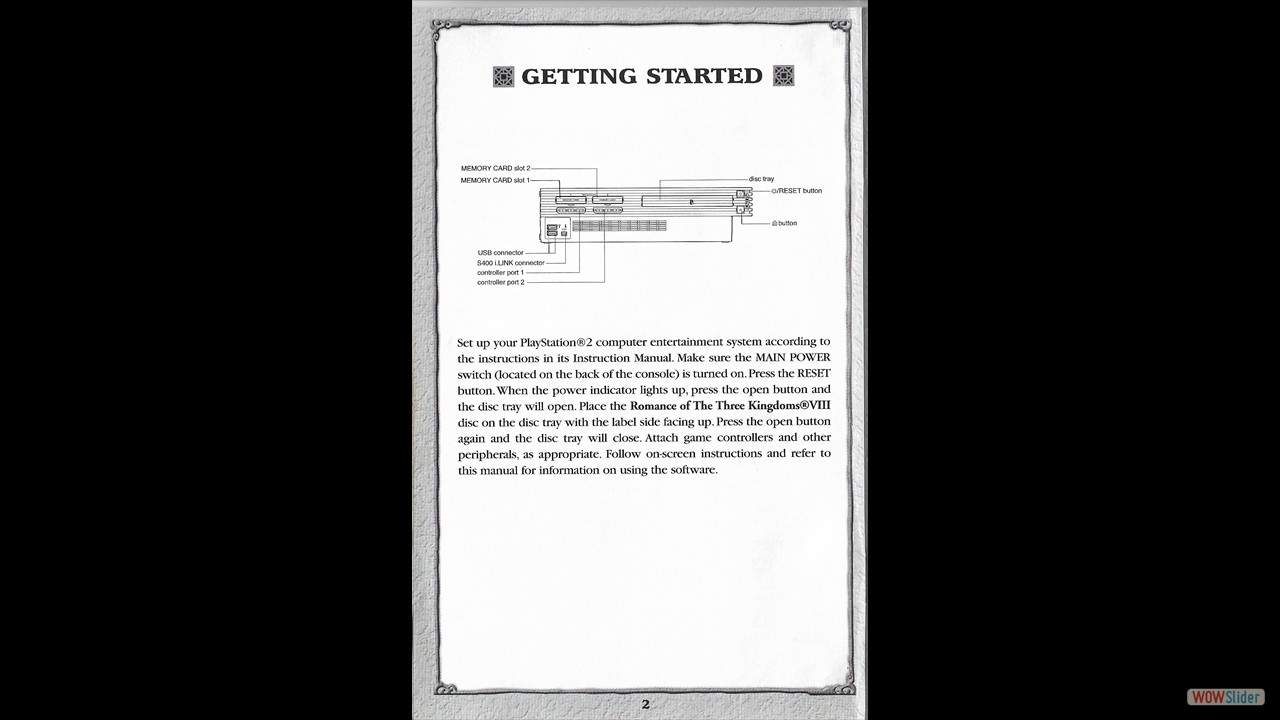 GETTING STARTED
MEMORY CARD slot 2
MEMORY CARD slot 1
disc tray
/RESET button
button
USB connector
S400 i.LINK connector
controller port 1
controller port 2
Set up your PlayStation®2 computer entertainment system according to
the instructions in its Instruction Manual. Make sure the MAIN POWER
switch (located on the back of the console) is turned on. Press the RESET
button. When the power indicator lights up, press the open button and
the disc tray will open. Place the Romance of The Three Kingdoms®VIII
disc on the disc tray with the label side facing up. Press the open button
again and the disc tray will close. Attach game controllers and other
peripherals, as appropriate. Follow on-screen instructions and refer to
this manual for information on using the software.
2
WOWSlider